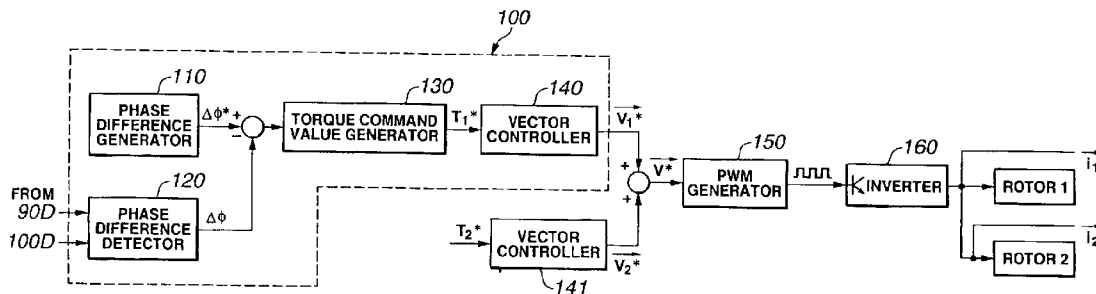 100
110
PHASE
DIFFERENCE
GENERATOR
Δϕ*
+
−
130
TORQUE COMMAND
VALUE GENERATOR
T1*
140
VECTOR
CONTROLLER
V1*
FROM
90D
100D
120
PHASE
DIFFERENCE
DETECTOR
Δϕ
T2*
VECTOR
CONTROLLER
141
V2*
+
+
V*
150
PWM
GENERATOR
160
INVERTER
i1
ROTOR 1
i2
ROTOR 2